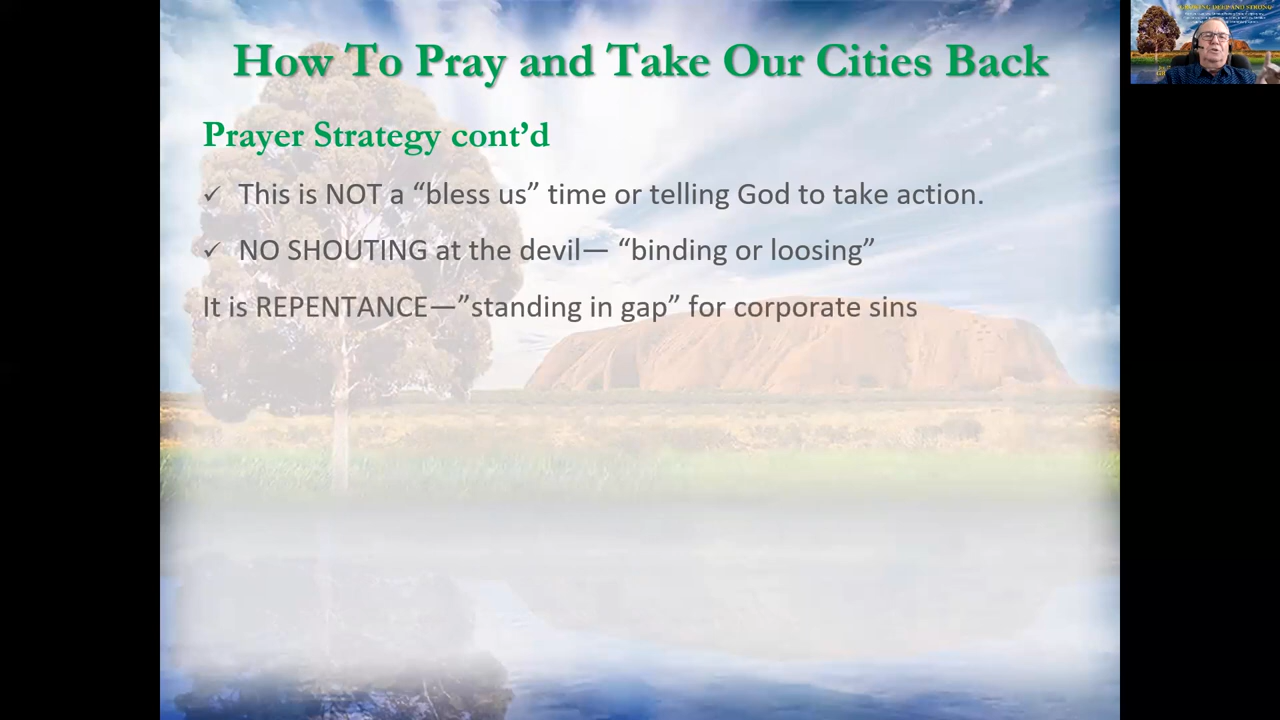 How To Pray and Take Our Cities Back
Prayer Strategy cont’d
✓ This is NOT a “bless us” time or telling God to take action.
✓ NO SHOUTING at the devil— “binding or loosing”
It is REPENTANCE—”standing in gap” for corporate sins